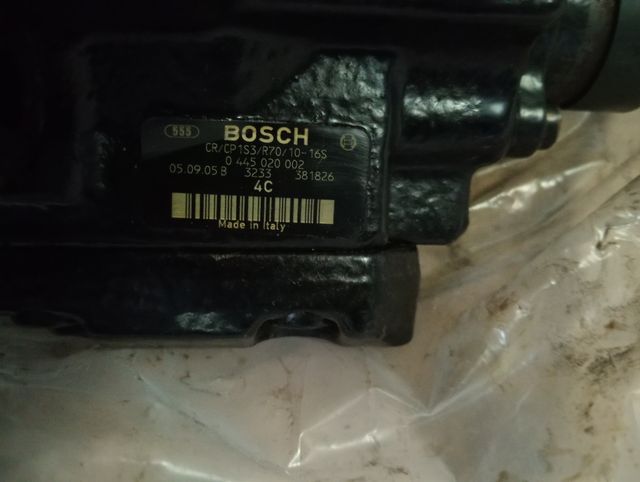 555 BOSCH
CR/CP1S3/R70/10-16S
0 445 020 002
05.09.05 B 3233 381826
4C
Made in Italy